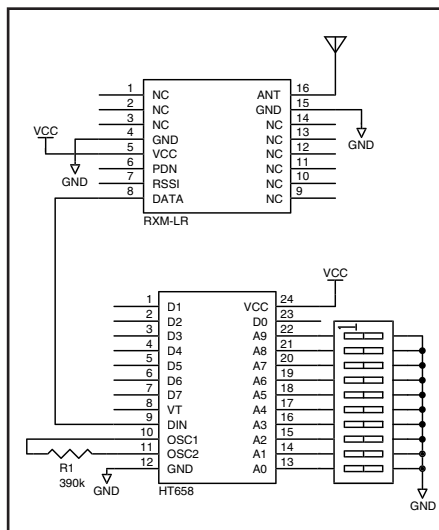 1 NC ANT 16
2 NC GND 15
3 NC NC 14
VCC 4 GND NC 13
5 VCC NC 12 GND
6 PDN NC 11
GND 7 RSSI NC 10
8 DATA NC 9
RXM-LR
VCC
1 D1 VCC 24
2 D2 D0 23
3 D3 A9 22 1
4 D4 A8 21
5 D5 A7 20
6 D6 A6 19
7 D7 A5 18
8 VT A4 17
9 DIN A3 16
10 OSC1 A2 15
11 OSC2 A1 14
R1 12 GND A0 13
390k GND HT658 GND